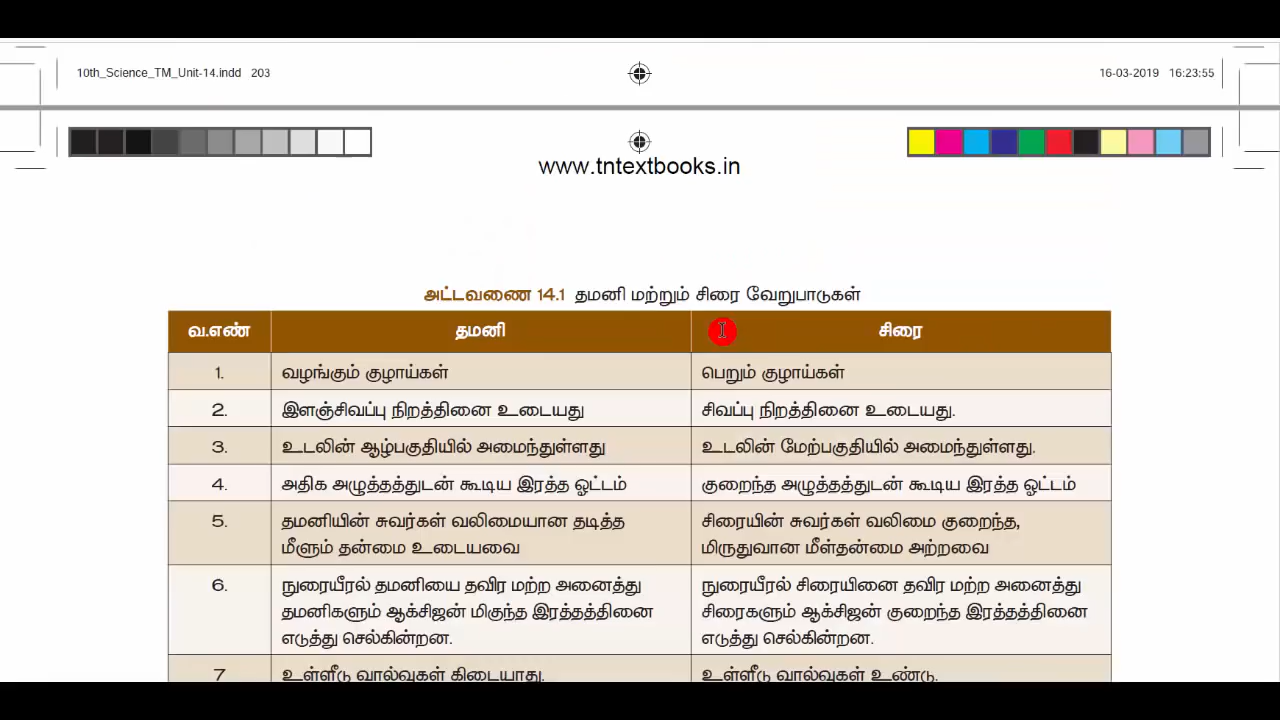 10th_Science_TM_Unit-14.indd 203
16-03-2019 16:23:55
www.tntextbooks.in
அட்டவணை 14.1 தமனி மற்றும் சிரை வேறுபாடுகள்
வ.எண் தமனி சிரை
1. வழங்கும் குழாய்கள் பெறும் குழாய்கள்
2. இளஞ்சிவப்பு நிறத்தினை உடையது சிவப்பு நிறத்தினை உடையது.
3. உடலின் ஆழ்பகுதியில் அமைந்துள்ளது உடலின் மேற்பகுதியில் அமைந்துள்ளது.
4. அதிக அழுத்தத்துடன் கூடிய இரத்த ஓட்டம் குறைந்த அழுத்தத்துடன் கூடிய இரத்த ஓட்டம்
5. தமனியின் சுவர்கள் வலிமையான தடித்த சிரையின் சுவர்கள் வலிமை குறைந்த,
மீளும் தன்மை உடையவை மிருதுவான மீள்தன்மை அற்றவை
6. நுரையீரல் தமனியை தவிர மற்ற அனைத்து நுரையீரல் சிரையினை தவிர மற்ற அனைத்து
தமனிகளும் ஆக்சிஜன் மிகுந்த இரத்தத்தினை சிரைகளும் ஆக்சிஜன் குறைந்த இரத்தத்தினை
எடுத்து செல்கின்றன. எடுத்து செல்கின்றன.
7 உள்ளீடு வால்வுகள் கிடையாது. உள்ளீடு வால்வுகள் உண்டு.